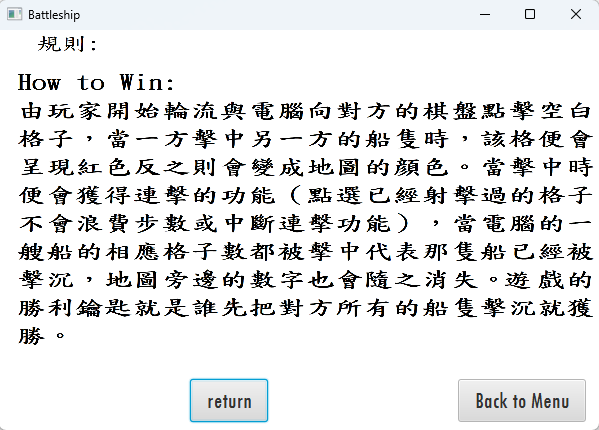 Battleship
規則:
How to Win:
由玩家開始輪流與電腦向對方的棋盤點擊空白
格子，當一方擊中另一方的船隻時，該格便會
呈現紅色反之則會變成地圖的顏色。當擊中時
便會獲得連擊的功能（點選已經射擊過的格子
不會浪費步數或中斷連擊功能），當電腦的一
艘船的相應格子數都被擊中代表那隻船已經被
擊沉，地圖旁邊的數字也會隨之消失。遊戲的
勝利鑰匙就是誰先把對方所有的船隻擊沉就獲
勝。
return
Back to Menu